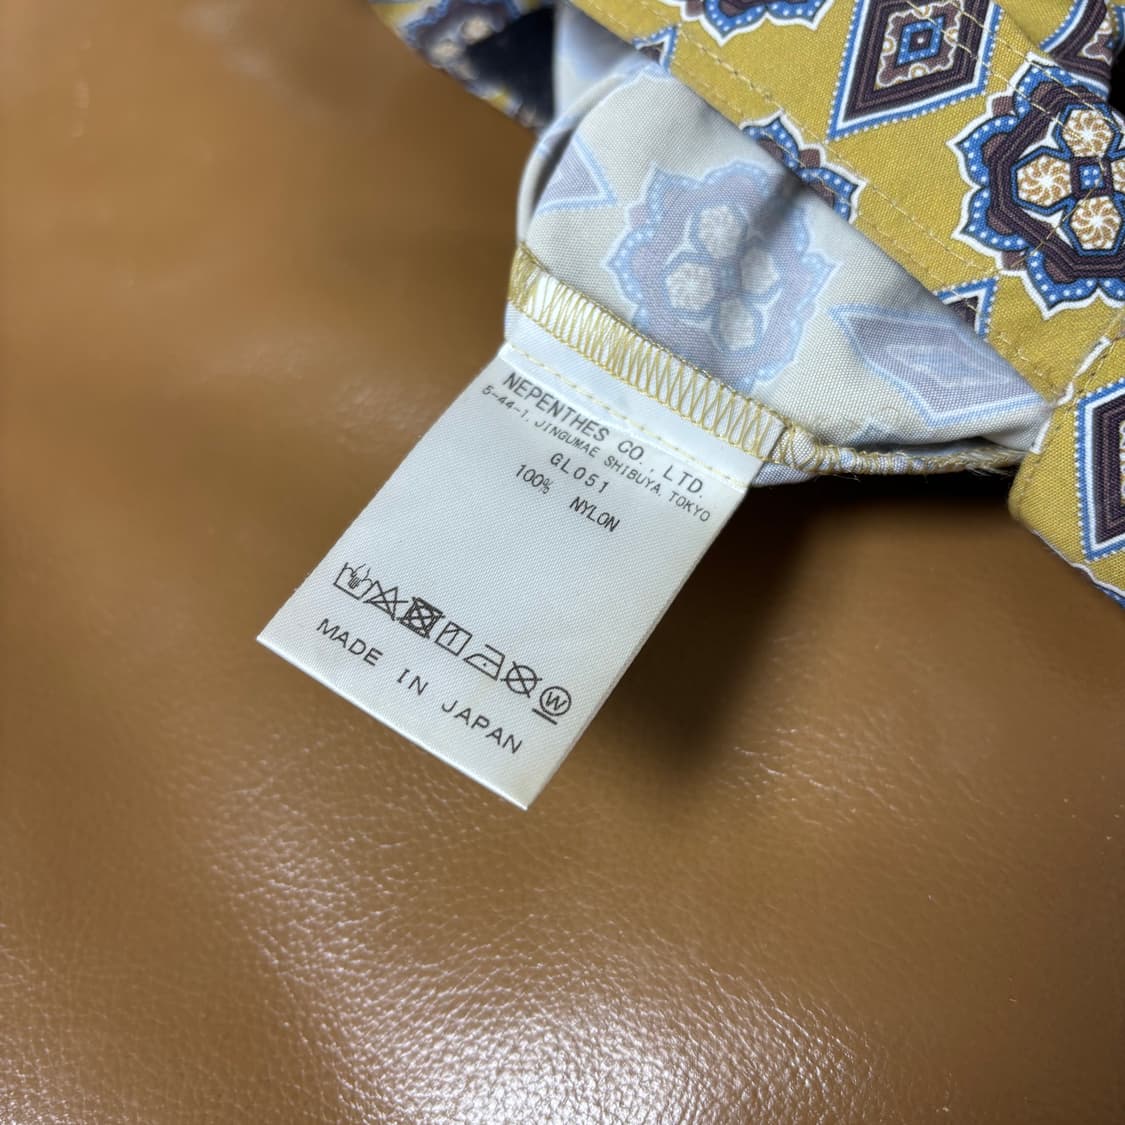 NEPENTHES CO., LTD.
5-44-1, JINGUMAE SHIBUYA, TOKYO
GL051
100% NYLON
W
MADE IN JAPAN